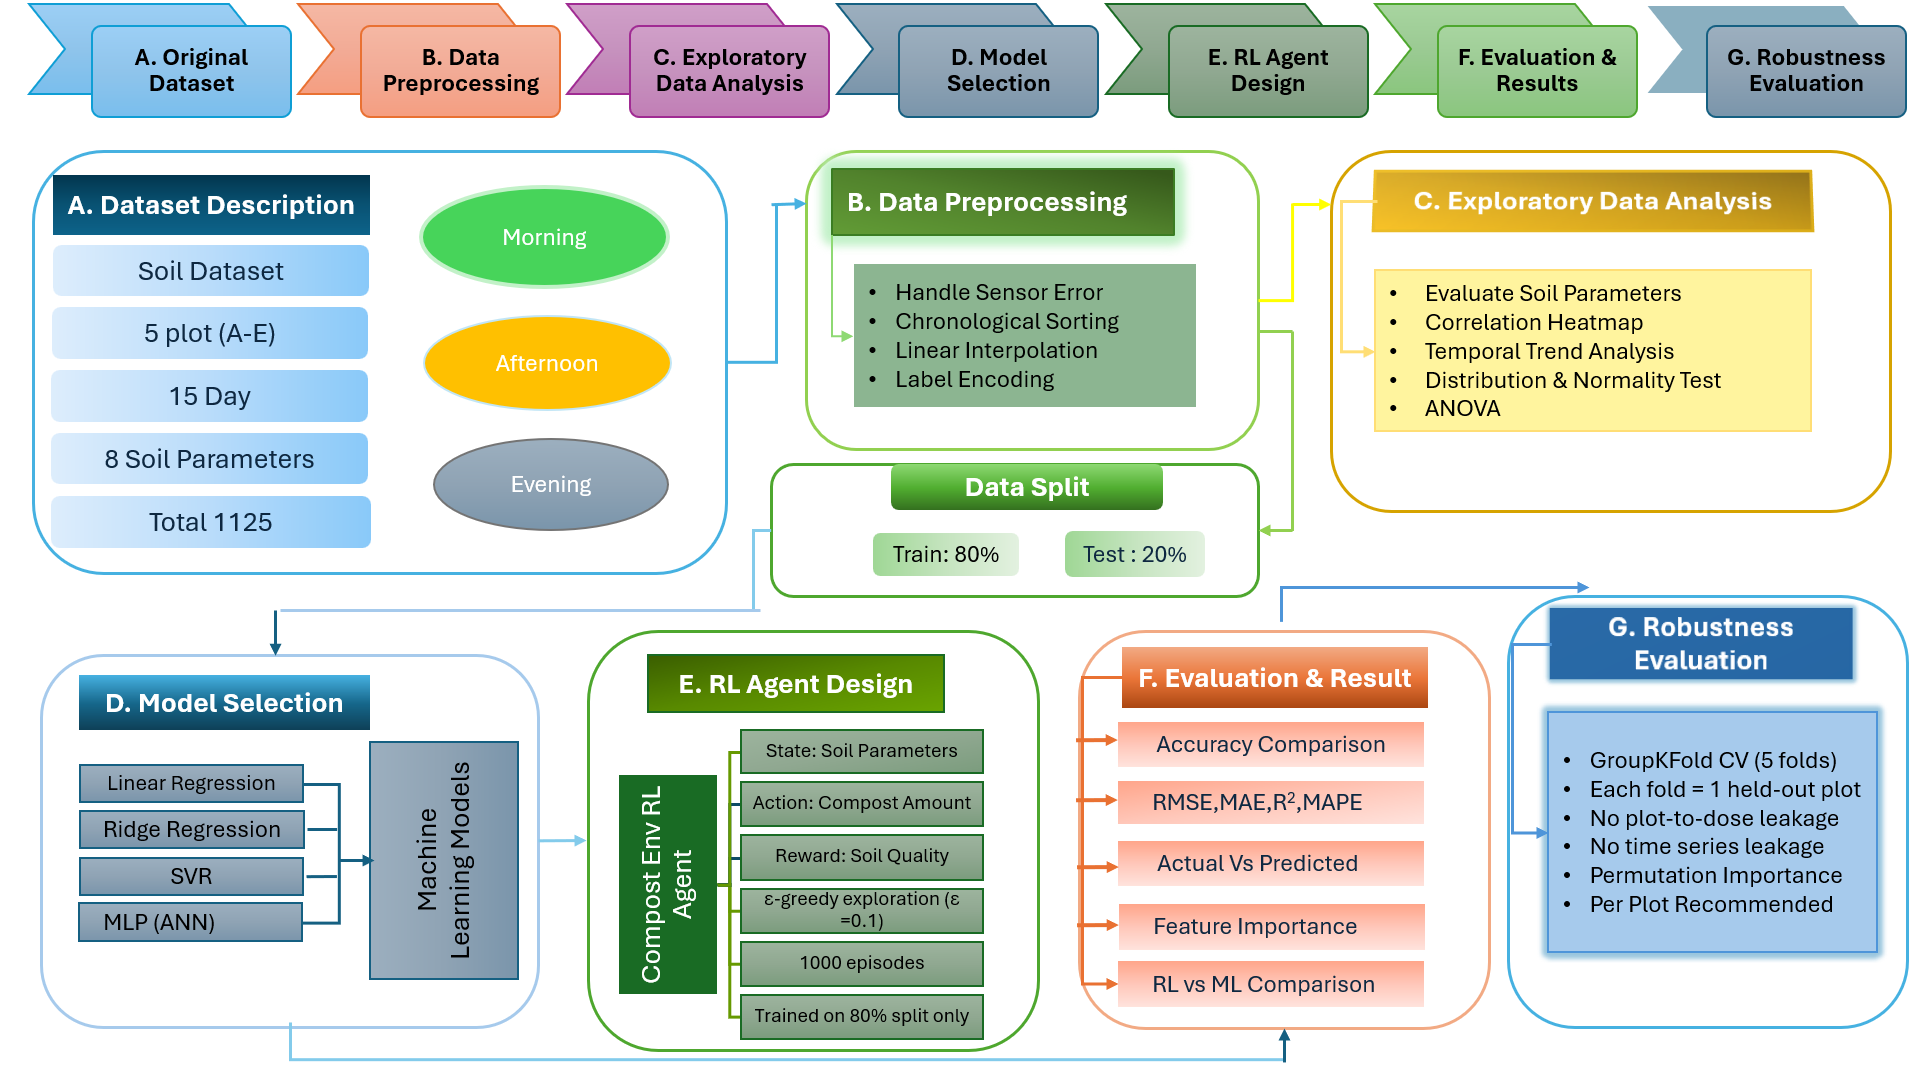 A. Original
Dataset
B. Data
Preprocessing
C. Exploratory
Data Analysis
D. Model
Selection
E. RL Agent
Design
F. Evaluation &
Results
G. Robustness
Evaluation
A. Dataset Description
Soil Dataset
5 plot (A-E)
15 Day
8 Soil Parameters
Total 1125
Morning
Afternoon
Evening
B. Data Preprocessing
• Handle Sensor Error
• Chronological Sorting
• Linear Interpolation
• Label Encoding
C. Exploratory Data Analysis
• Evaluate Soil Parameters
• Correlation Heatmap
• Temporal Trend Analysis
• Distribution & Normality Test
• ANOVA
Data Split
Train: 80%
Test : 20%
D. Model Selection
Linear Regression
Ridge Regression
SVR
MLP (ANN)
Machine
Learning Models
E. RL Agent Design
Compost Env RL
Agent
State: Soil Parameters
Action: Compost Amount
Reward: Soil Quality
ε-greedy exploration (ε
=0.1)
1000 episodes
Trained on 80% split only
F. Evaluation & Result
Accuracy Comparison
RMSE,MAE,R²,MAPE
Actual Vs Predicted
Feature Importance
RL vs ML Comparison
G. Robustness
Evaluation
• GroupKFold CV (5 folds)
• Each fold = 1 held-out plot
• No plot-to-dose leakage
• No time series leakage
• Permutation Importance
• Per Plot Recommended